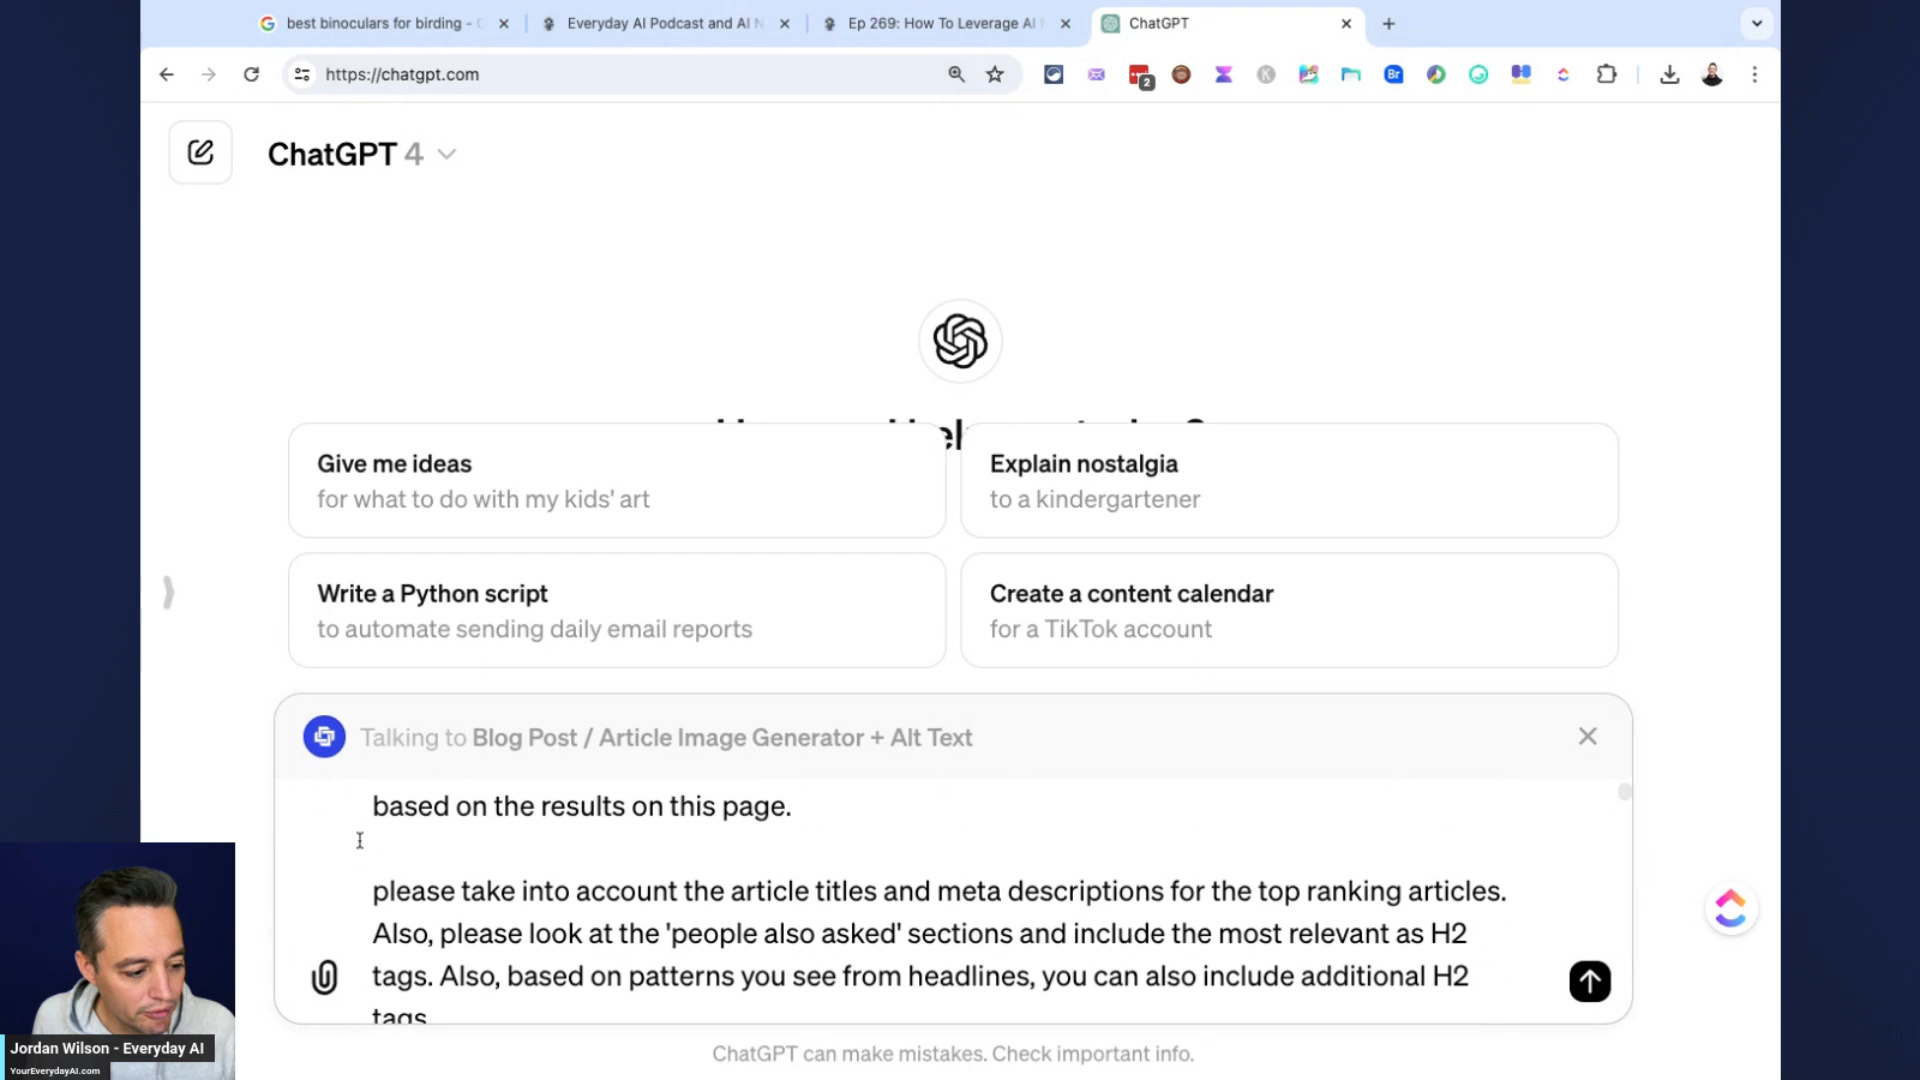 best binoculars for birding -
Everyday AI Podcast and AI N
Ep 269: How To Leverage AI
ChatGPT
https://chatgpt.com
2
K
Br
ChatGPT 4
Give me ideas
for what to do with my kids' art
Explain nostalgia
to a kindergartener
Write a Python script
to automate sending daily email reports
Create a content calendar
for a TikTok account
Talking to Blog Post / Article Image Generator + Alt Text
based on the results on this page.
please take into account the article titles and meta descriptions for the top ranking articles.
Also, please look at the 'people also asked' sections and include the most relevant as H2
tags. Also, based on patterns you see from headlines, you can also include additional H2
tags
ChatGPT can make mistakes. Check important info.
Jordan Wilson - Everyday AI
YourEverydayAI.com